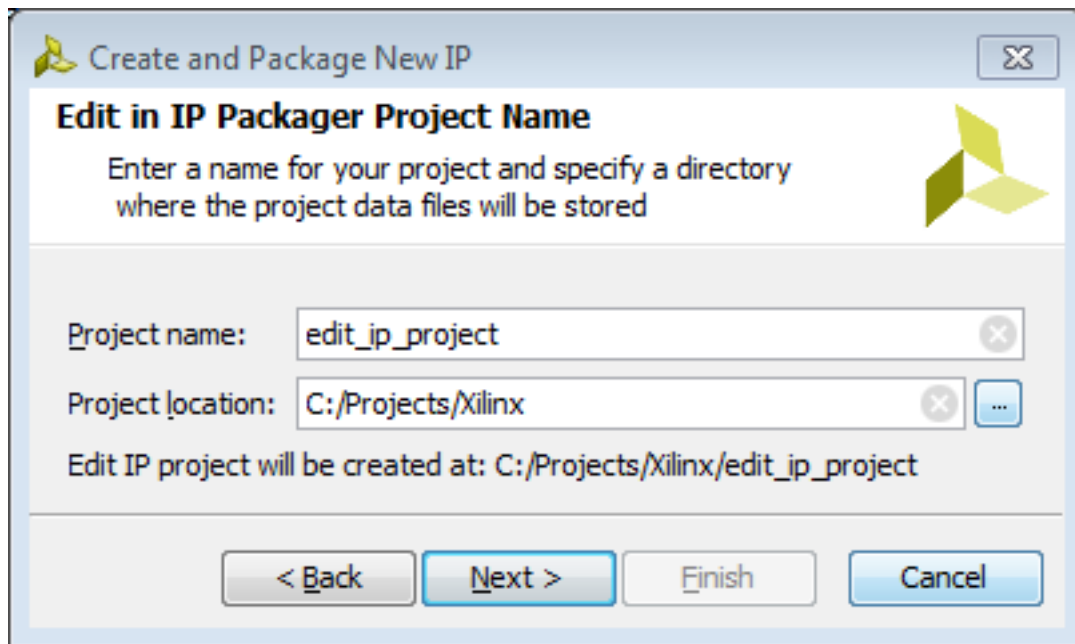 Create and Package New IP
Edit in IP Packager Project Name
Enter a name for your project and specify a directory
where the project data files will be stored
Project name: edit_ip_project
Project location: C:/Projects/Xilinx ...
Edit IP project will be created at: C:/Projects/Xilinx/edit_ip_project
< Back Next > Finish Cancel